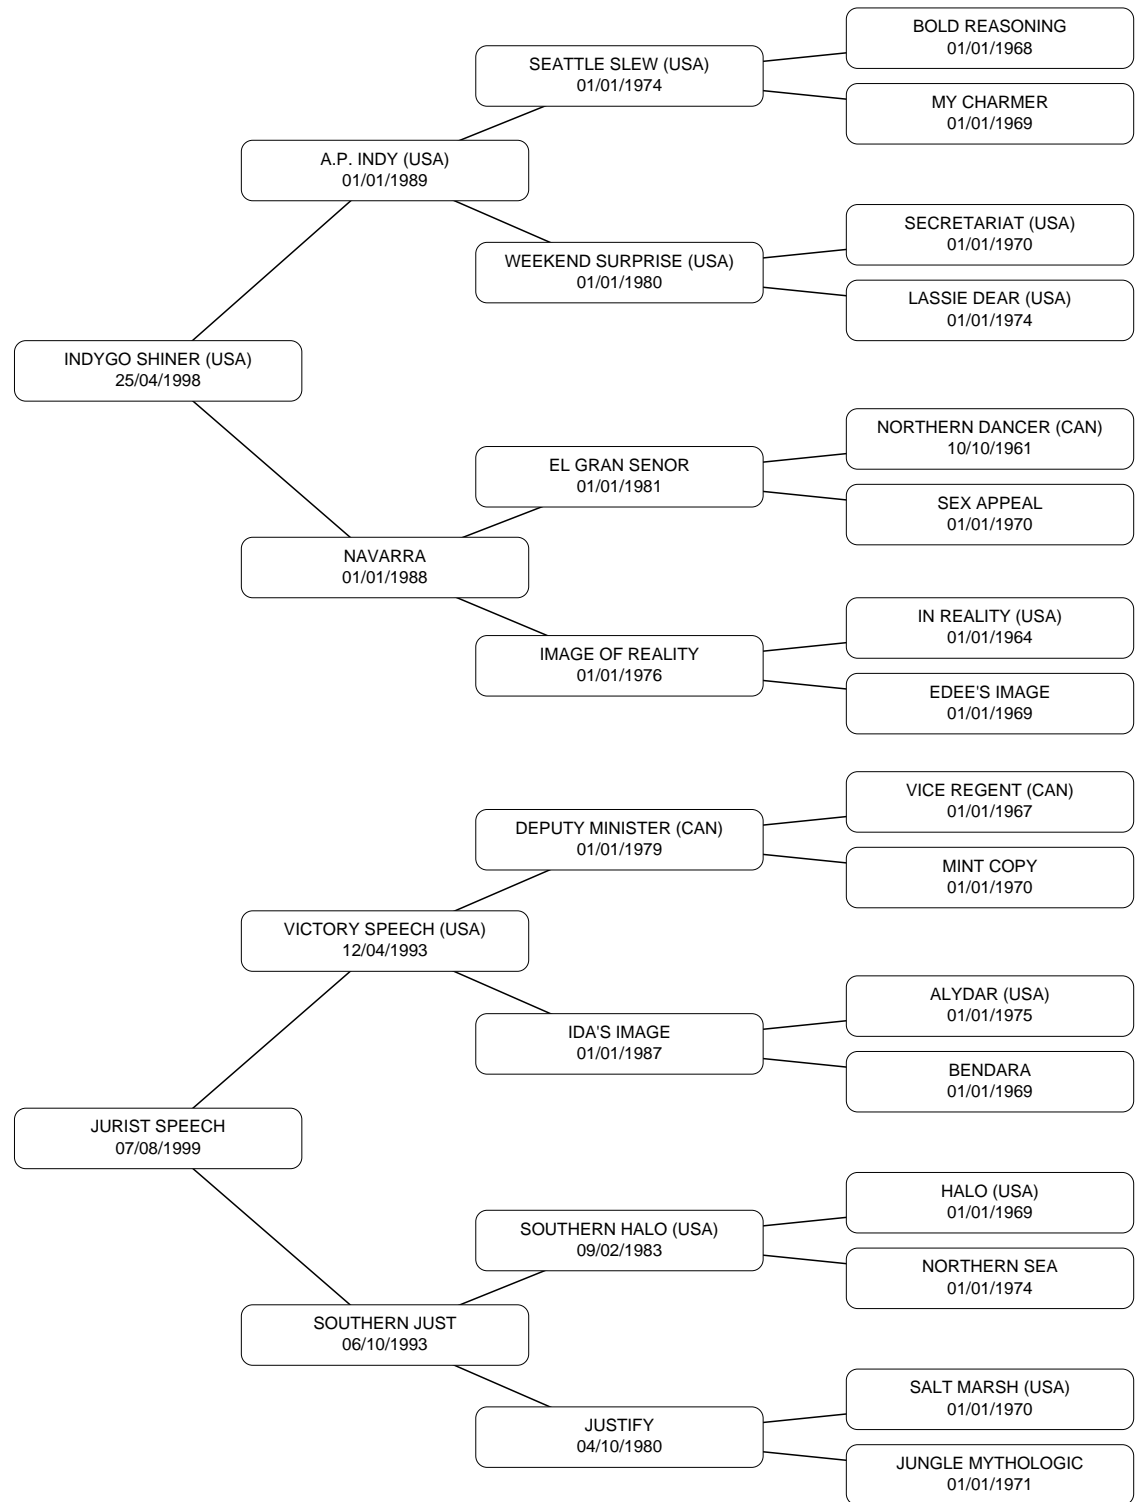 BOLD REASONING
01/01/1968
SEATTLE SLEW (USA)
01/01/1974
MY CHARMER
01/01/1969
A.P. INDY (USA)
01/01/1989
SECRETARIAT (USA)
01/01/1970
WEEKEND SURPRISE (USA)
01/01/1980
LASSIE DEAR (USA)
01/01/1974
INDYGO SHINER (USA)
25/04/1998
NORTHERN DANCER (CAN)
10/10/1961
EL GRAN SENOR
01/01/1981
SEX APPEAL
01/01/1970
NAVARRA
01/01/1988
IN REALITY (USA)
01/01/1964
IMAGE OF REALITY
01/01/1976
EDEE'S IMAGE
01/01/1969
VICE REGENT (CAN)
01/01/1967
DEPUTY MINISTER (CAN)
01/01/1979
MINT COPY
01/01/1970
VICTORY SPEECH (USA)
12/04/1993
ALYDAR (USA)
01/01/1975
IDA'S IMAGE
01/01/1987
BENDARA
01/01/1969
JURIST SPEECH
07/08/1999
HALO (USA)
01/01/1969
SOUTHERN HALO (USA)
09/02/1983
NORTHERN SEA
01/01/1974
SOUTHERN JUST
06/10/1993
SALT MARSH (USA)
01/01/1970
JUSTIFY
04/10/1980
JUNGLE MYTHOLOGIC
01/01/1971